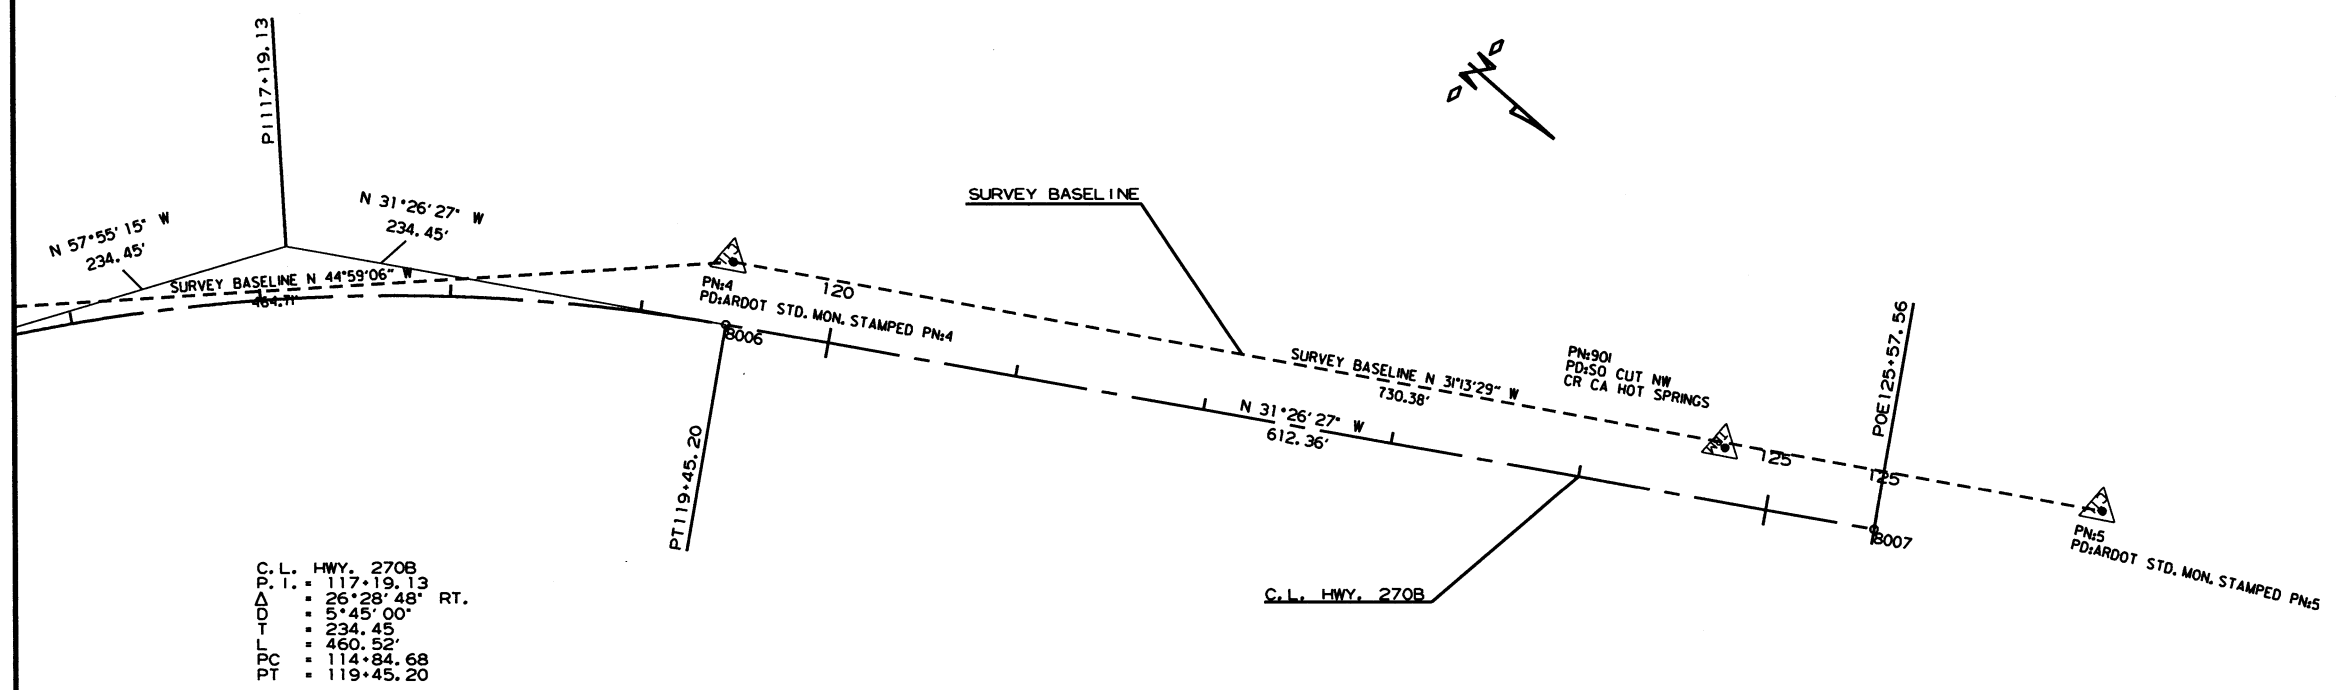 PI117+19.13
N 57°55'15" W
234.45'
N 31°26'27" W
234.45'
SURVEY BASELINE N 44°59'06" W
464.71'
PN:4
PD:ARDOT STD. MON. STAMPED PN:4
8006
120
SURVEY BASELINE
N
SURVEY BASELINE N 31°13'29" W
730.38'
N 31°26'27" W
612.36'
PN:901
PD:SO CUT NW
CR CA HOT SPRINGS
125
125
POE125+57.56
8007
PN:5
PD:ARDOT STD. MON. STAMPED PN:5
PT119+45.20
C.L. HWY. 270B
C.L. HWY. 270B
P.I. = 117+19.13
Δ = 26°28'48" RT.
D = 5°45'00"
T = 234.45
L = 460.52'
PC = 114+84.68
PT = 119+45.20